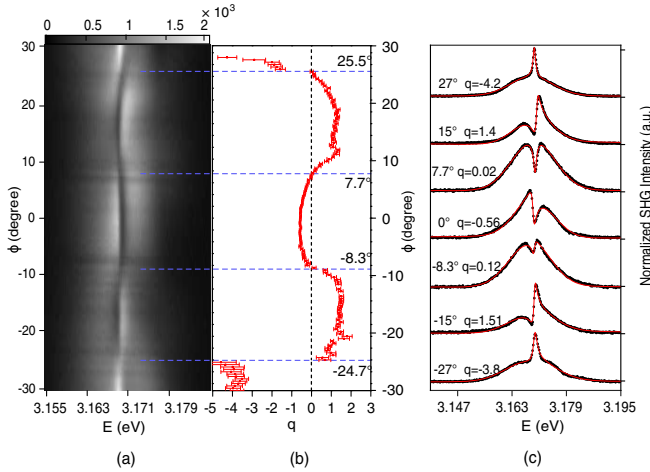 × 10³
0 1 2
30
20
10
0
-10
-20
-30
ϕ (degree)
3.155 3.163 3.171 3.179
E (eV)
(a)
25.5°
7.7°
-8.3°
-24.7°
30
20
10
0
-10
-20
-30
ϕ (degree)
-5 -4 -3 -2 -1 0 1 2 3
q
(b)
27° q=-4.2
15° q=1.4
7.7° q=0.02
0° q=-0.56
-8.3° q=0.12
-15° q=1.51
-27° q=-3.8
Normalized SHG Intensity (a.u.)
3.147 3.163 3.179 3.195
E (eV)
(c)